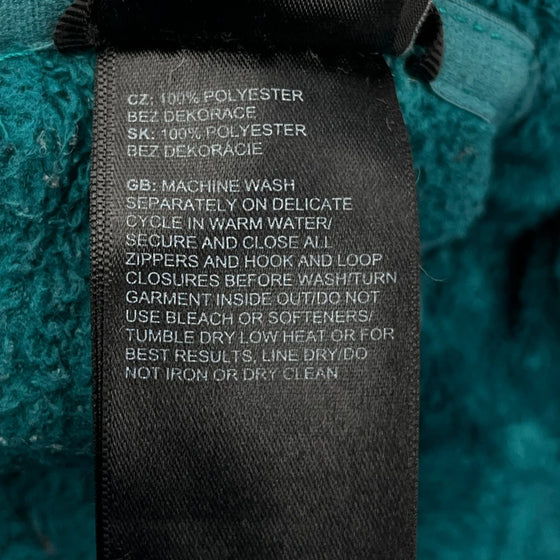 CZ: 100% POLYESTER
BEZ DEKORACE
SK: 100% POLYESTER
BEZ DEKORÁCIE
GB: MACHINE WASH
SEPARATELY ON DELICATE
CYCLE IN WARM WATER/
SECURE AND CLOSE ALL
ZIPPERS AND HOOK AND LOOP
CLOSURES BEFORE WASH/TURN
GARMENT INSIDE OUT/DO NOT
USE BLEACH OR SOFTENERS/
TUMBLE DRY LOW HEAT OR FOR
BEST RESULTS, LINE DRY/DO
NOT IRON OR DRY CLEAN